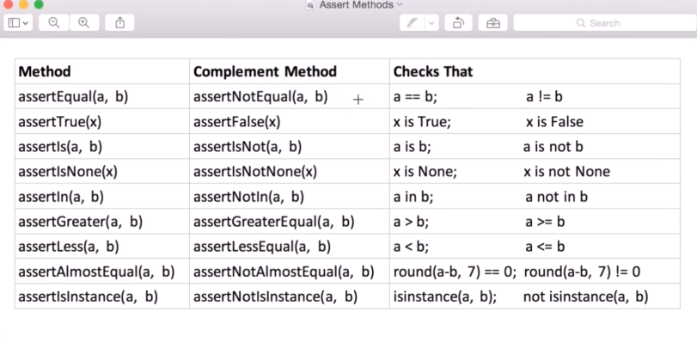 Assert Methods
Search
Method Complement Method Checks That
assertEqual(a, b) assertNotEqual(a, b) a == b; a != b
assertTrue(x) assertFalse(x) x is True; x is False
assertIs(a, b) assertIsNot(a, b) a is b; a is not b
assertIsNone(x) assertIsNotNone(x) x is None; x is not None
assertIn(a, b) assertNotIn(a, b) a in b; a not in b
assertGreater(a, b) assertGreaterEqual(a, b) a > b; a >= b
assertLess(a, b) assertLessEqual(a, b) a < b; a <= b
assertAlmostEqual(a, b) assertNotAlmostEqual(a, b) round(a-b, 7) == 0; round(a-b, 7) != 0
assertIsInstance(a, b) assertNotIsInstance(a, b) isinstance(a, b); not isinstance(a, b)